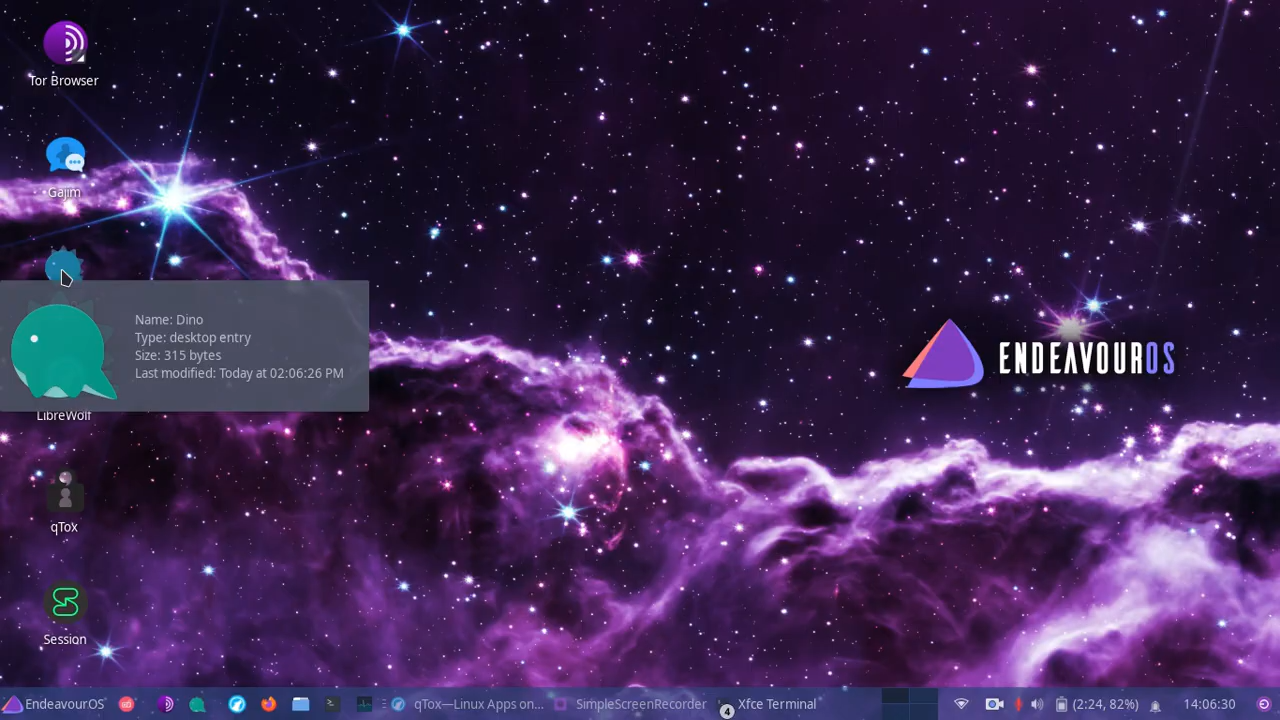 Tor Browser
Gajim
Name: Dino
Type: desktop entry
Size: 315 bytes
Last modified: Today at 02:06:26 PM
LibreWolf
qTox
Session
ENDEAVOUROS
EndeavourOS
qTox—Linux Apps on...
SimpleScreenRecorder
4
Xfce Terminal
(2:24, 82%)
14:06:30